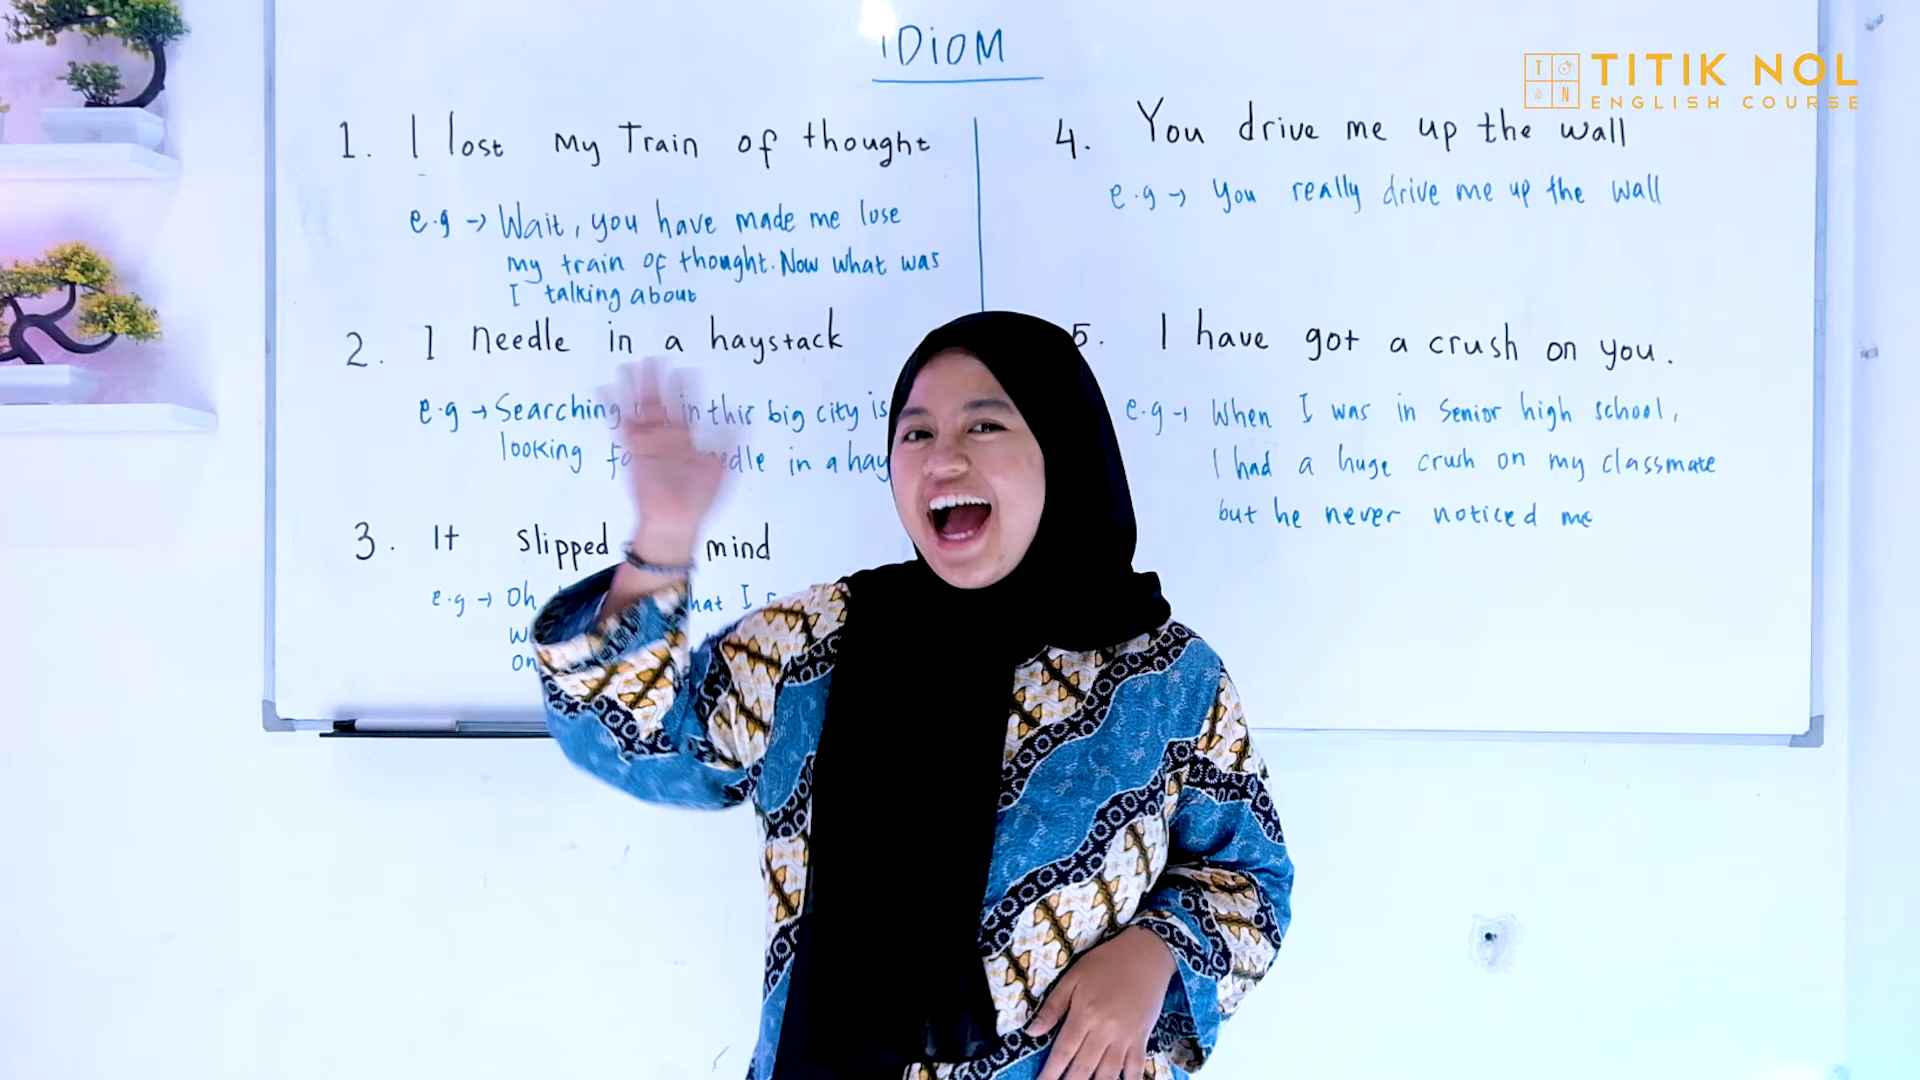 IDIOM
TITIK NOL
ENGLISH COURSE
1. I lost my Train of thought
e.g → Wait, you have made me lose
my train of thought. Now what was
I talking about
2. I needle in a haystack
e.g → Searching in this big city is
looking in a hay
3. It slipped mind
e.g → Oh hat I
on
4. You drive me up the wall
e.g → You really drive me up the wall
5. I have got a crush on you.
e.g → When I was in Senior high school,
I had a huge crush on my classmate
but he never noticed me